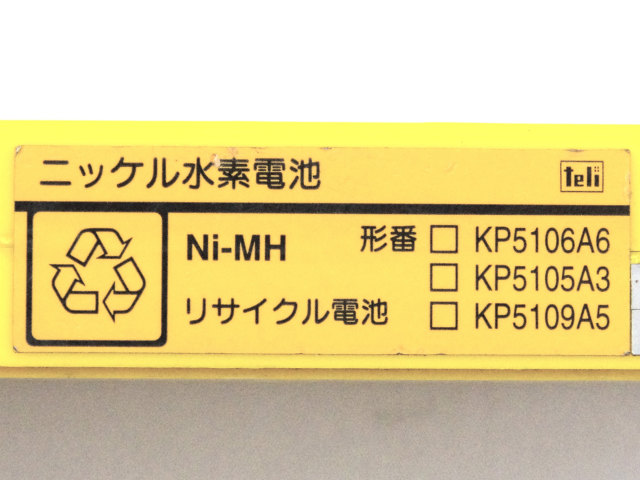 ニッケル水素電池 teli
Ni-MH 形番 □ KP5106A6
□ KP5105A3
リサイクル電池 □ KP5109A5